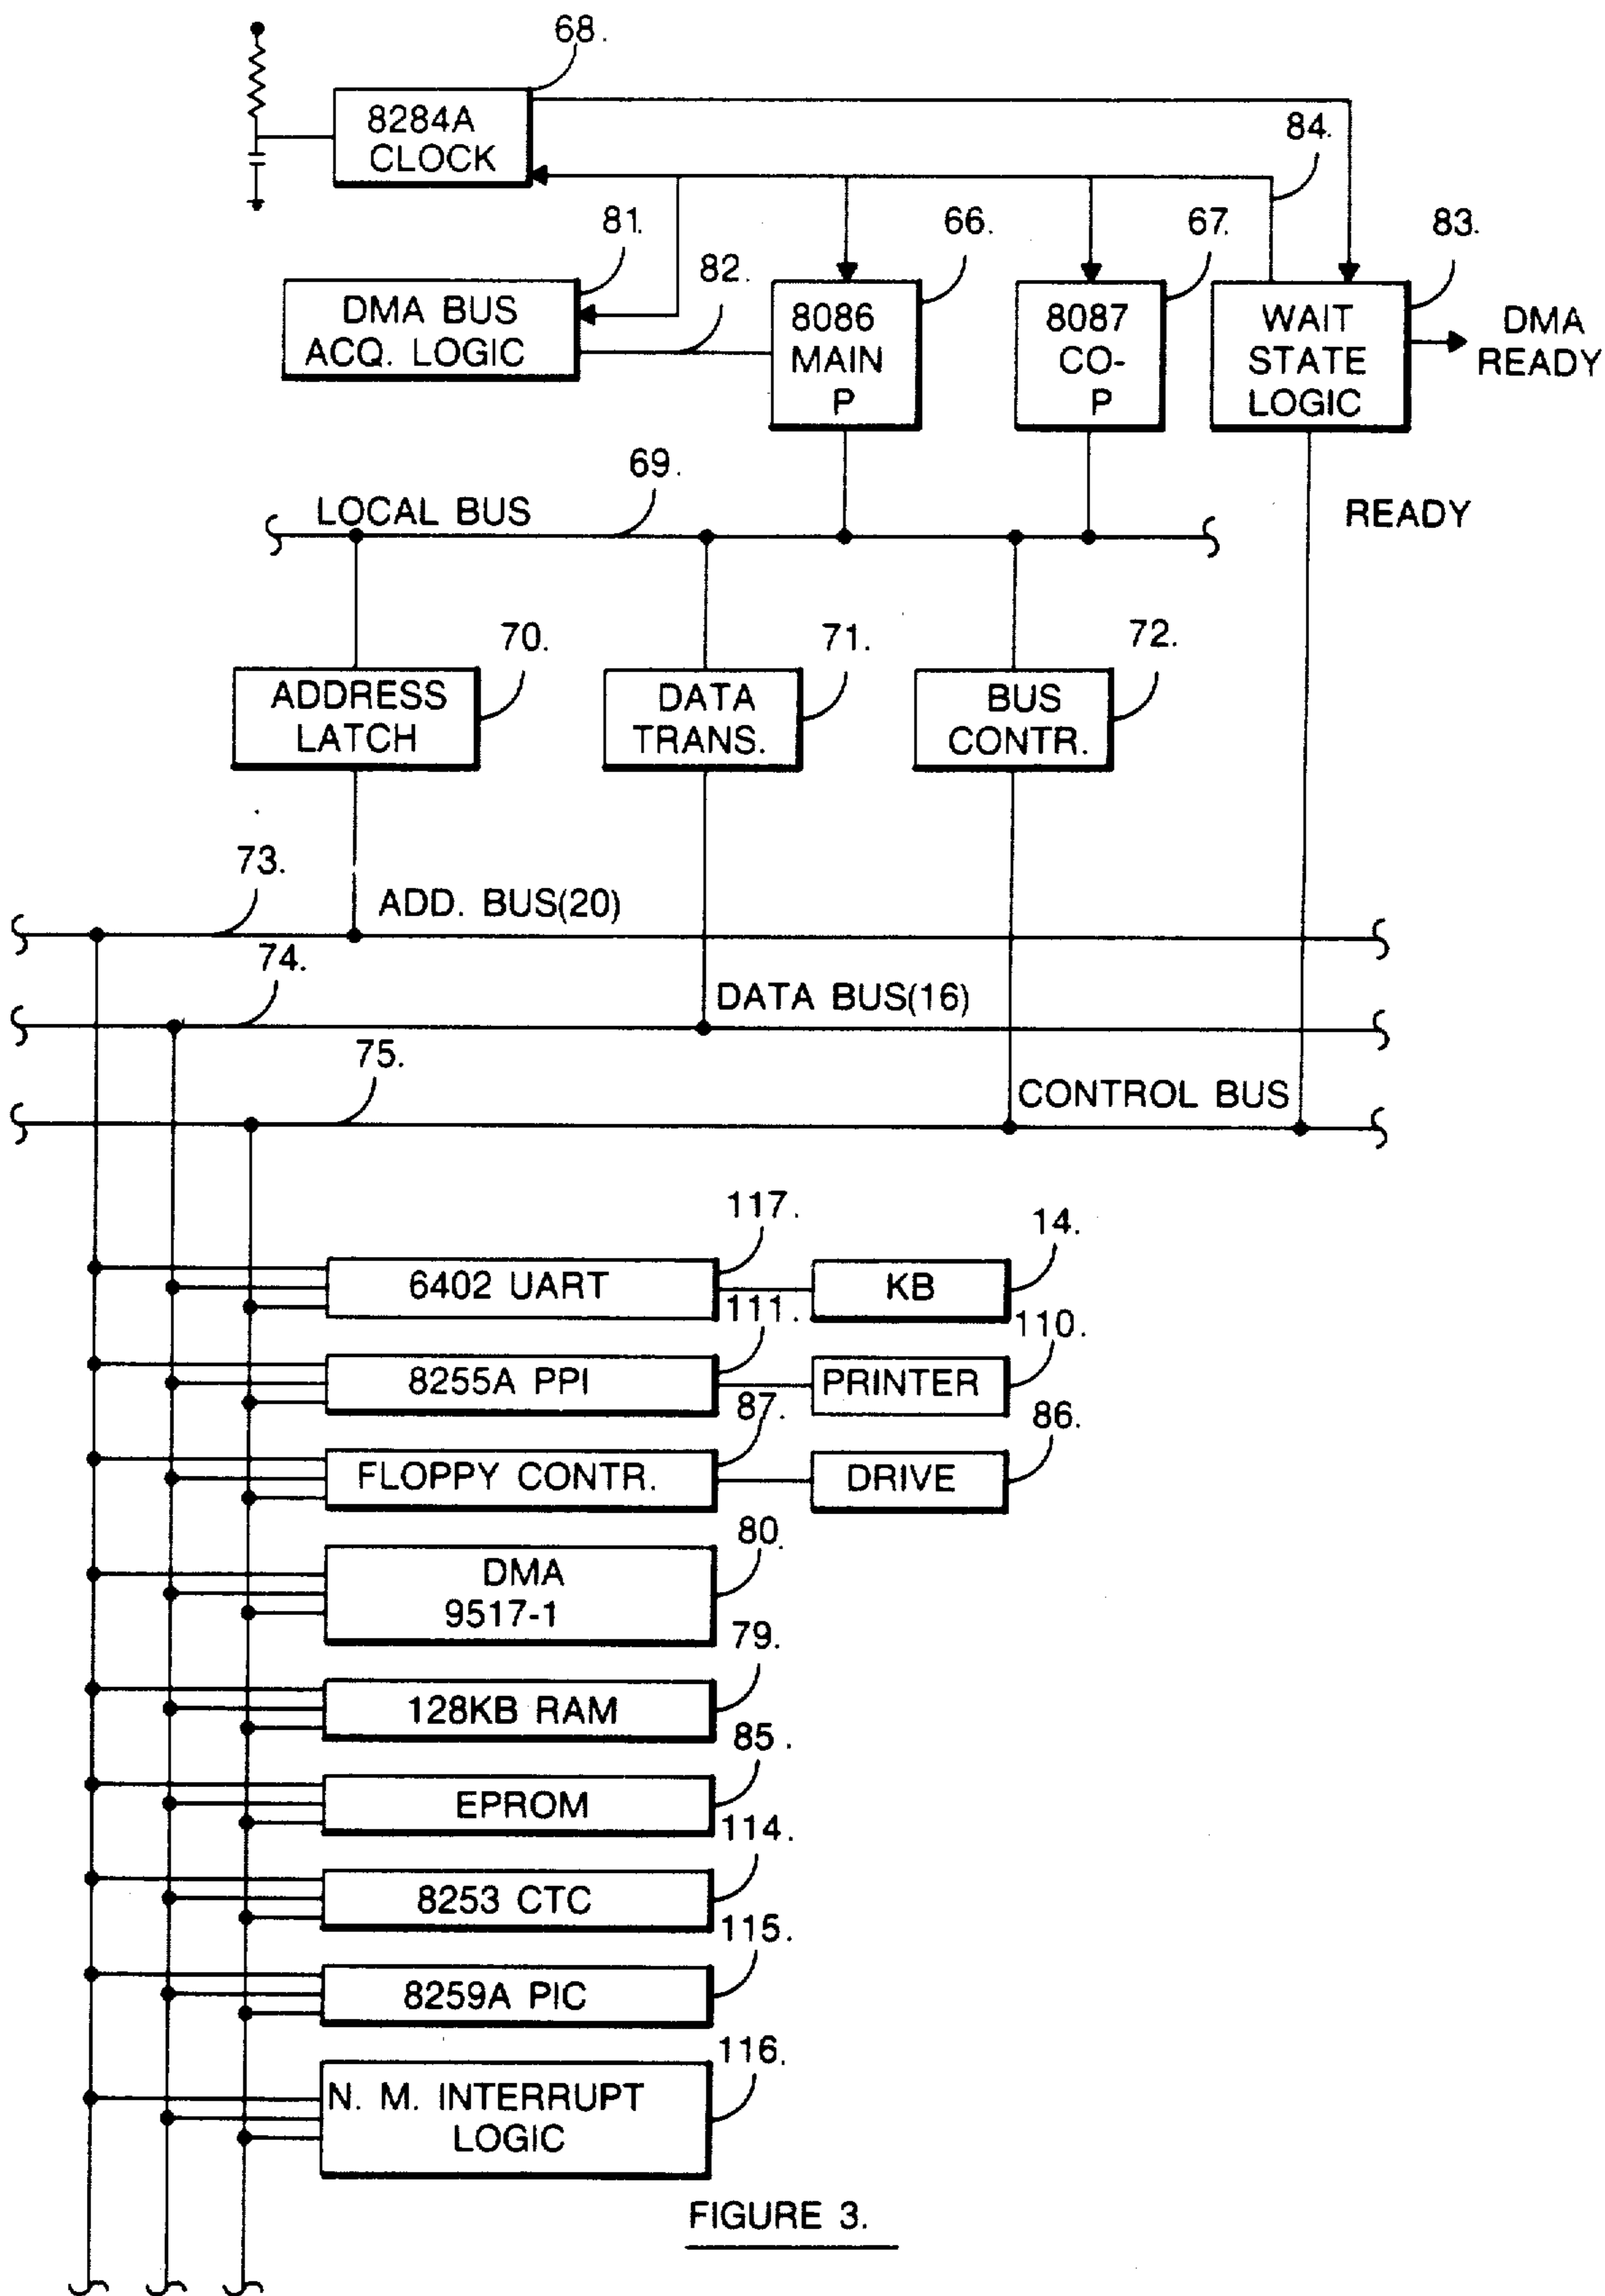 68.
8284A
CLOCK
84.
81.
82.
66.
67.
83.
DMA BUS
ACQ. LOGIC
8086
MAIN
P
8087
CO-
P
WAIT
STATE
LOGIC
DMA
READY
69.
LOCAL BUS
READY
70.
71.
72.
ADDRESS
LATCH
DATA
TRANS.
BUS
CONTR.
73.
ADD. BUS(20)
74.
DATA BUS(16)
75.
CONTROL BUS
117.
14.
6402 UART
KB
111.
110.
8255A PPI
PRINTER
87.
86.
FLOPPY CONTR.
DRIVE
80.
DMA
9517-1
79.
128KB RAM
85.
EPROM
114.
8253 CTC
115.
8259A PIC
116.
N. M. INTERRUPT
LOGIC
FIGURE 3.